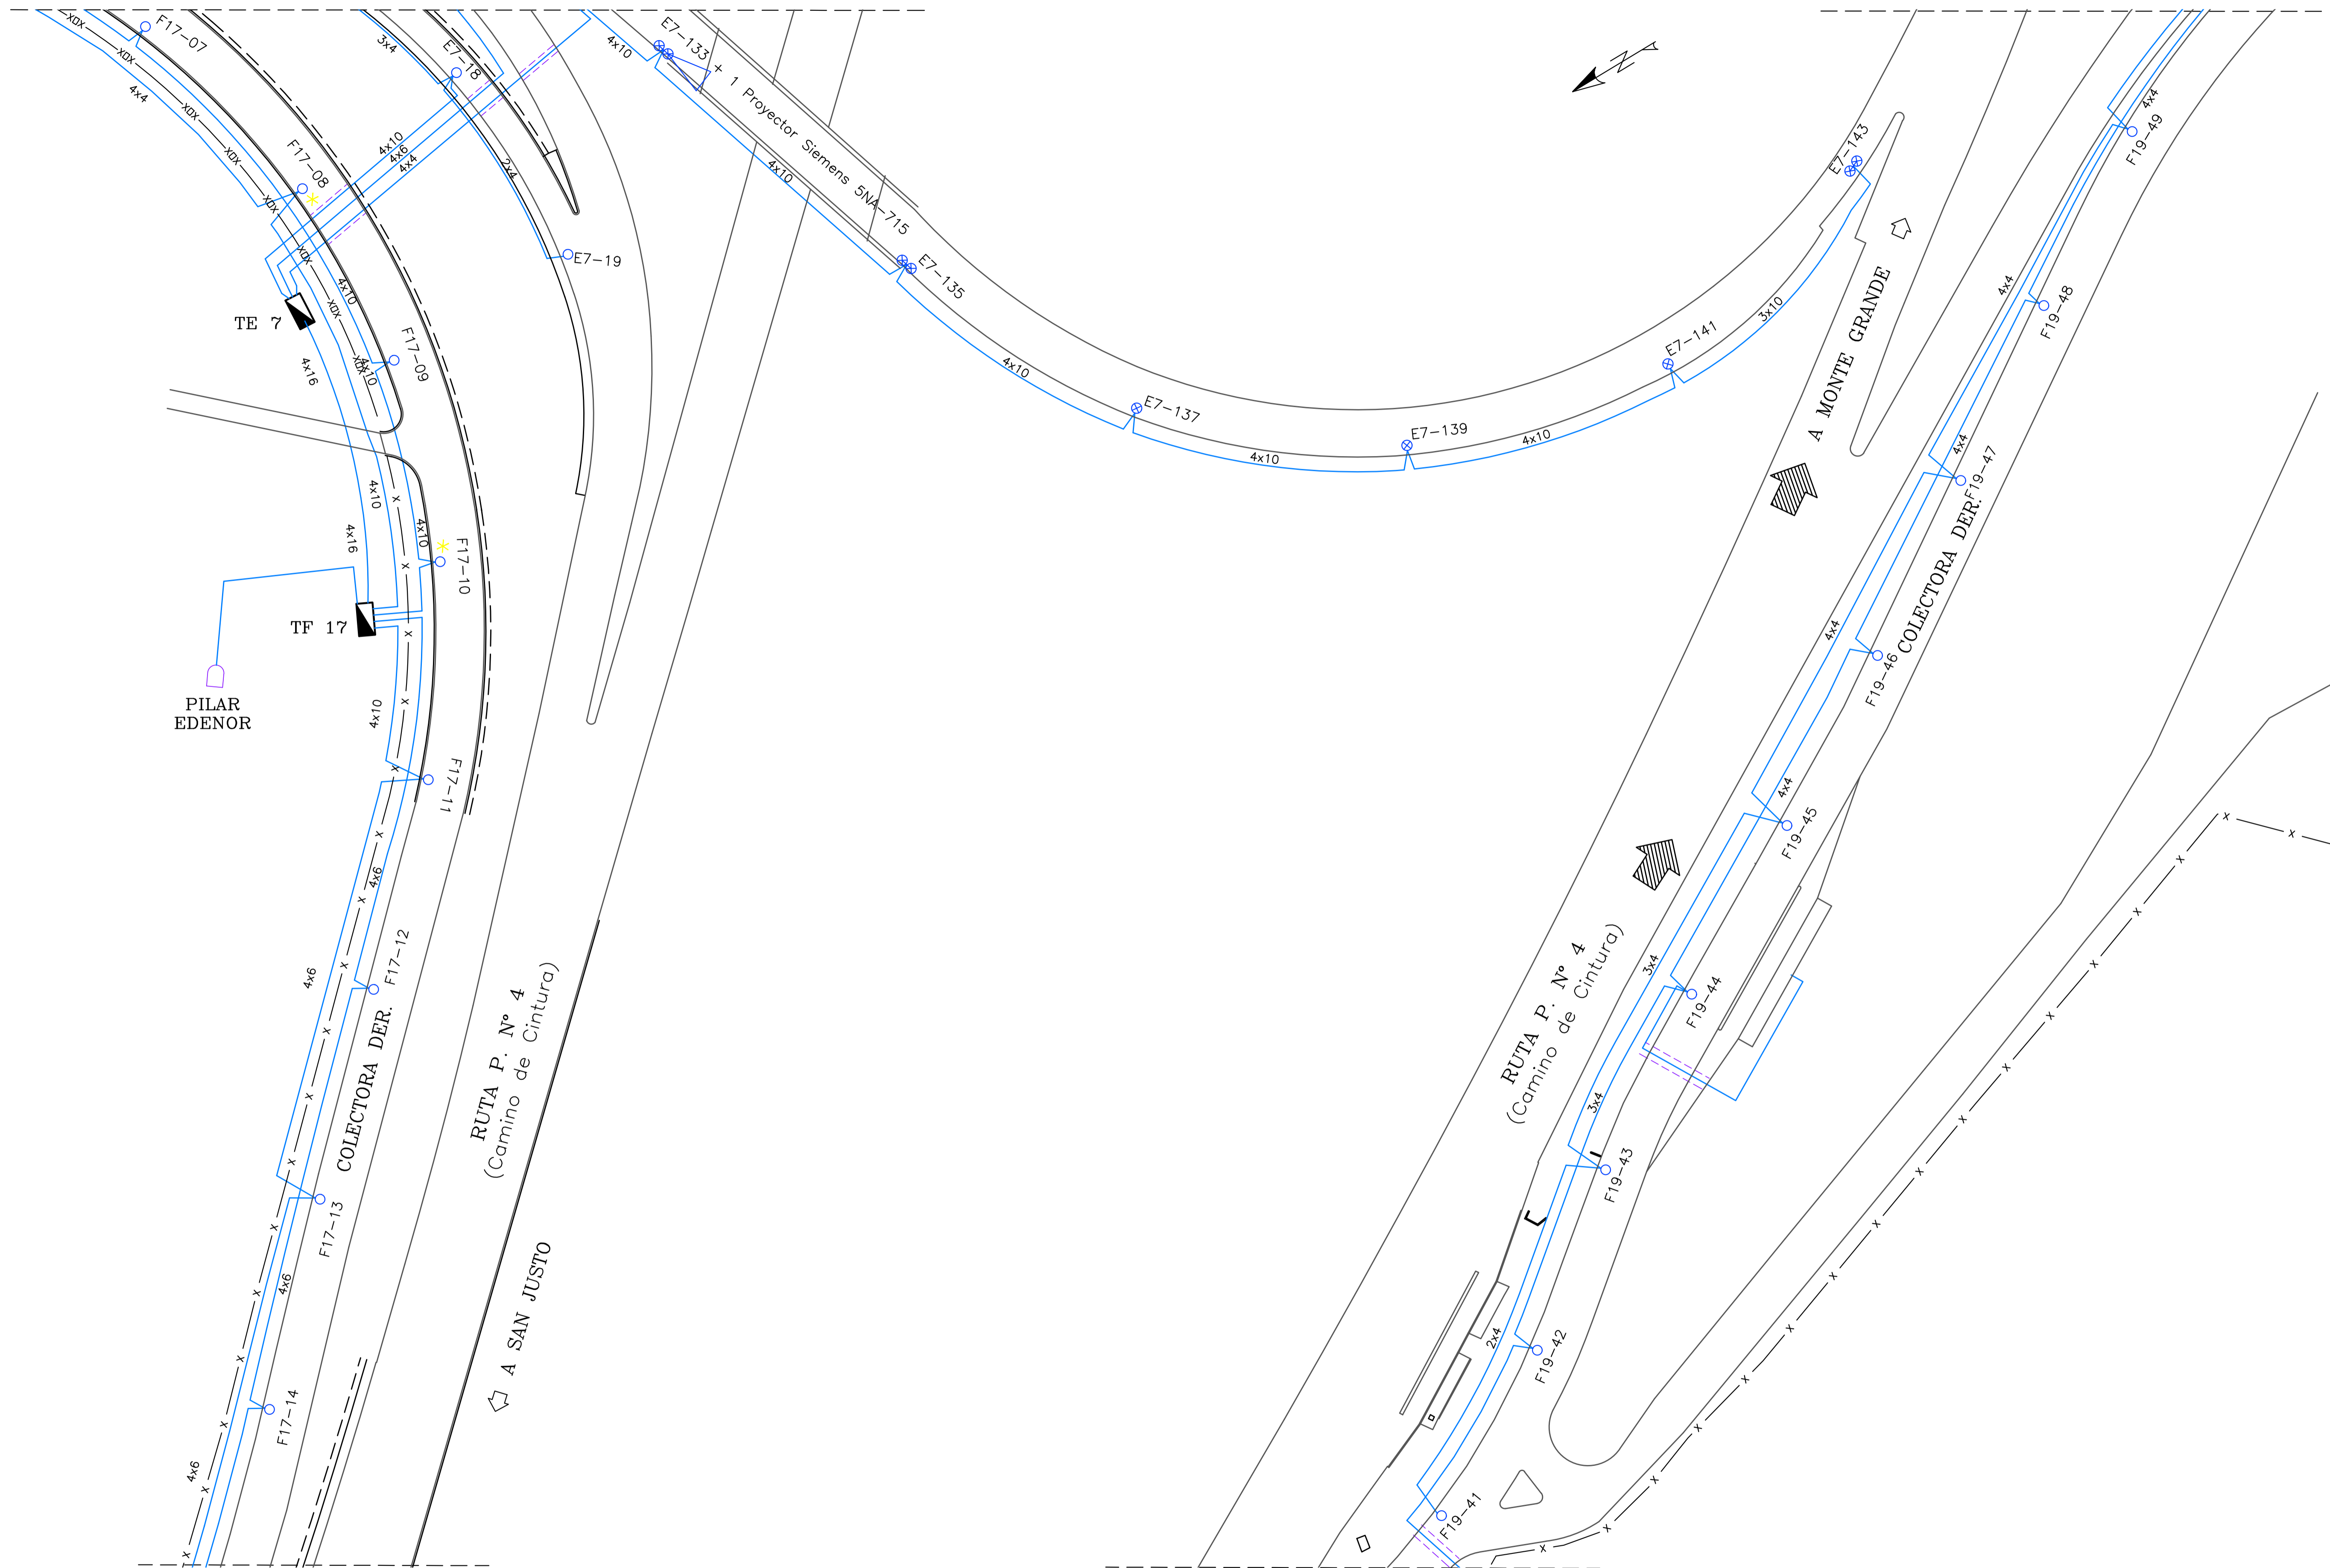 F17-07
4x4
3x4
E7-18
4x10
E7-133 + 1 Proyector Siemens 5NA-715
4x10
4x6
4x4
2x4
F17-08
4x10
E7-19
E7-135
TE 7
4x10
F17-09
4x10
4x16
4x10
E7-137
4x10
E7-139
4x10
E7-141
3x10
E7-143
N
4x10
4x16
4x10
F17-10
TF 17
PILAR
EDENOR
4x10
F17-11
4x6
4x6
F17-12
COLECTORA DER.
RUTA P. Nº 4
(Camino de Cintura)
F17-13
4x6
A SAN JUSTO
F17-14
4x6
A MONTE GRANDE
4x4
F19-49
4x4
F19-48
4x4
F19-47
COLECTORA DER.
4x4
F19-46
4x4
F19-45
RUTA P. Nº 4
(Camino de Cintura)
3x4
F19-44
3x4
F19-43
2x4
F19-42
F19-41